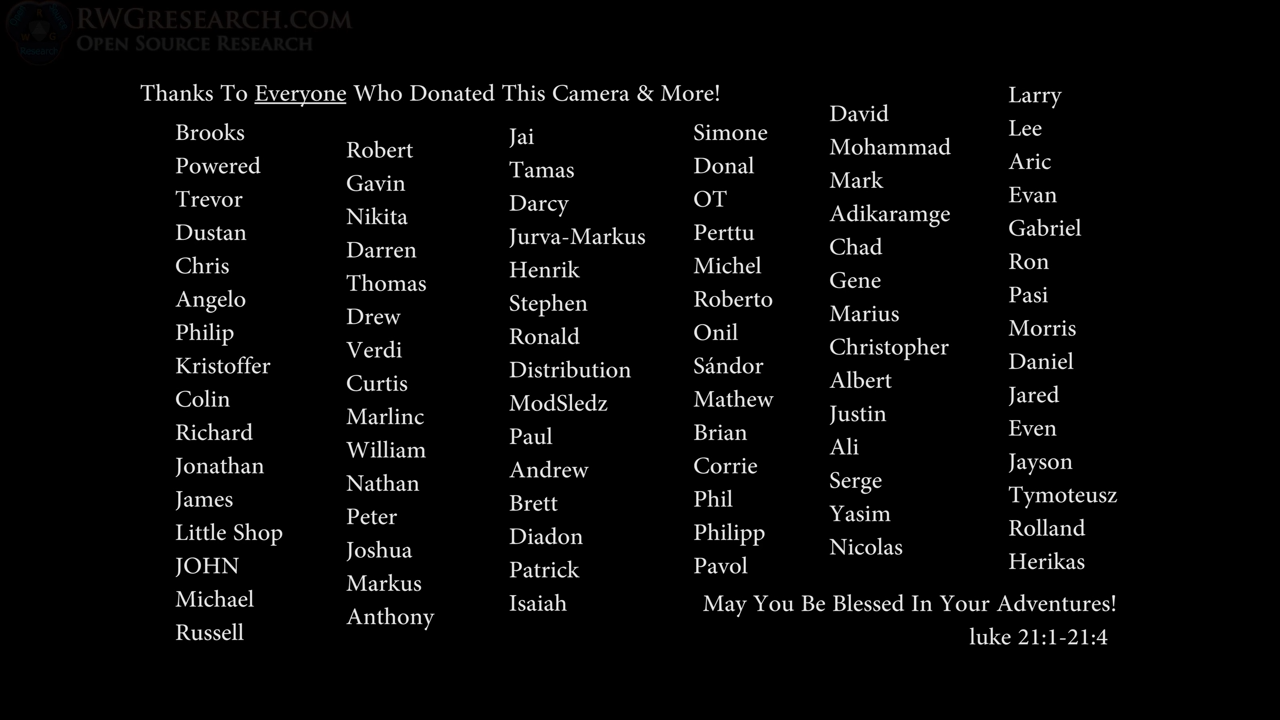 RWGRESEARCH.COM
OPEN SOURCE RESEARCH
Thanks To Everyone Who Donated This Camera & More!
Brooks
Powered
Trevor
Dustan
Chris
Angelo
Philip
Kristoffer
Colin
Richard
Jonathan
James
Little Shop
JOHN
Michael
Russell
Robert
Gavin
Nikita
Darren
Thomas
Drew
Verdi
Curtis
Marlinc
William
Nathan
Peter
Joshua
Markus
Anthony
Jai
Tamas
Darcy
Jurva-Markus
Henrik
Stephen
Ronald
Distribution
ModSledz
Paul
Andrew
Brett
Diadon
Patrick
Isaiah
Simone
Donal
OT
Perttu
Michel
Roberto
Onil
Sándor
Mathew
Brian
Corrie
Phil
Philipp
Pavol
David
Mohammad
Mark
Adikaramge
Chad
Gene
Marius
Christopher
Albert
Justin
Ali
Serge
Yasim
Nicolas
Larry
Lee
Aric
Evan
Gabriel
Ron
Pasi
Morris
Daniel
Jared
Even
Jayson
Tymoteusz
Rolland
Herikas
May You Be Blessed In Your Adventures!
luke 21:1-21:4